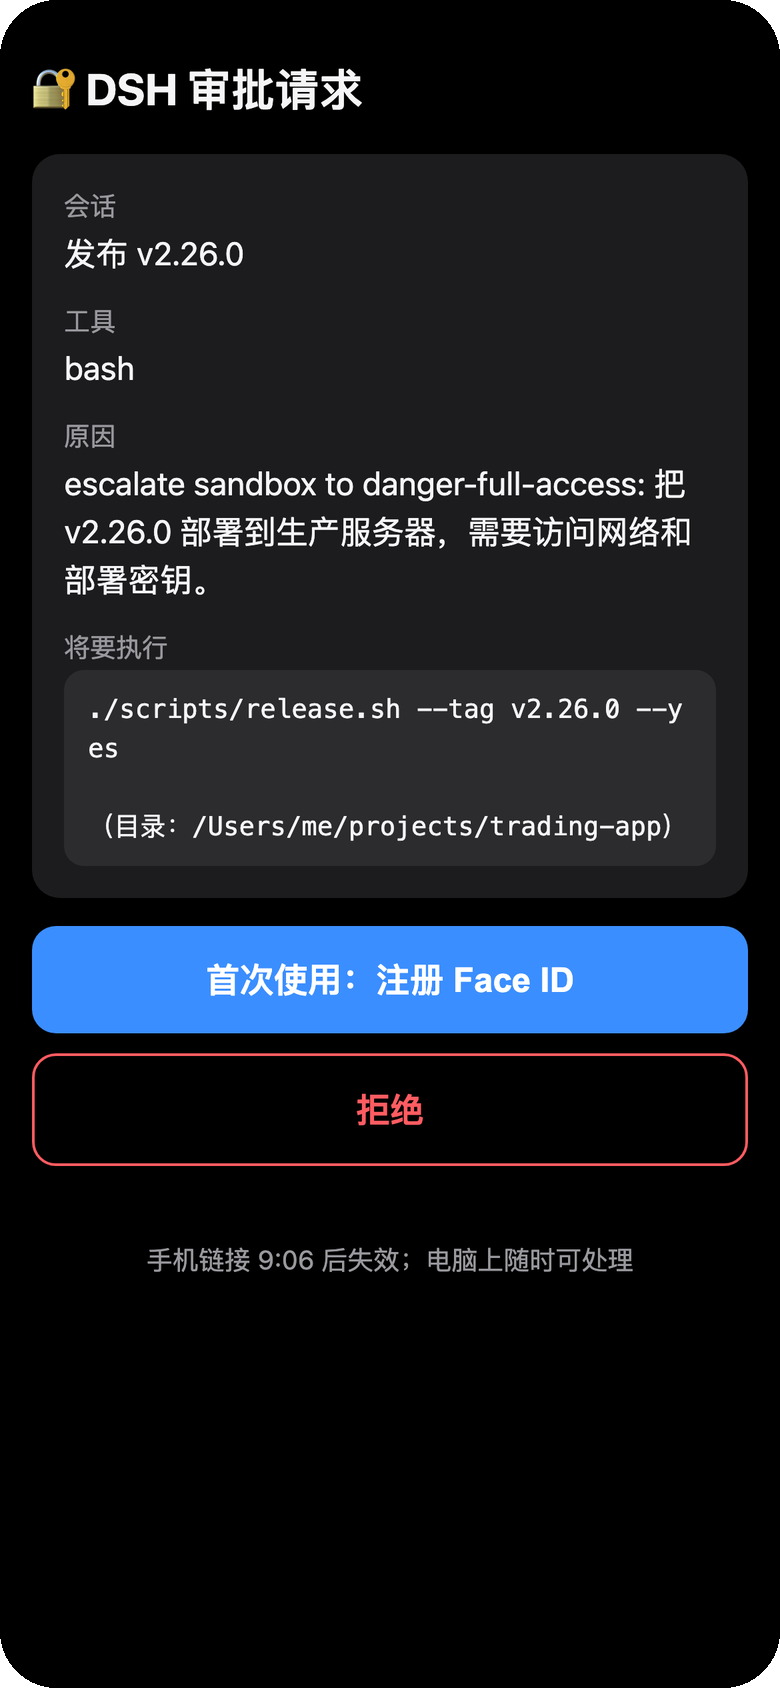 🔐 DSH 审批请求
会话
发布 v2.26.0
工具
bash
原因
escalate sandbox to danger-full-access: 把
v2.26.0 部署到生产服务器，需要访问网络和
部署密钥。
将要执行
./scripts/release.sh --tag v2.26.0 --y
es
（目录：/Users/me/projects/trading-app）
首次使用：注册 Face ID
拒绝
手机链接 9:06 后失效；电脑上随时可处理